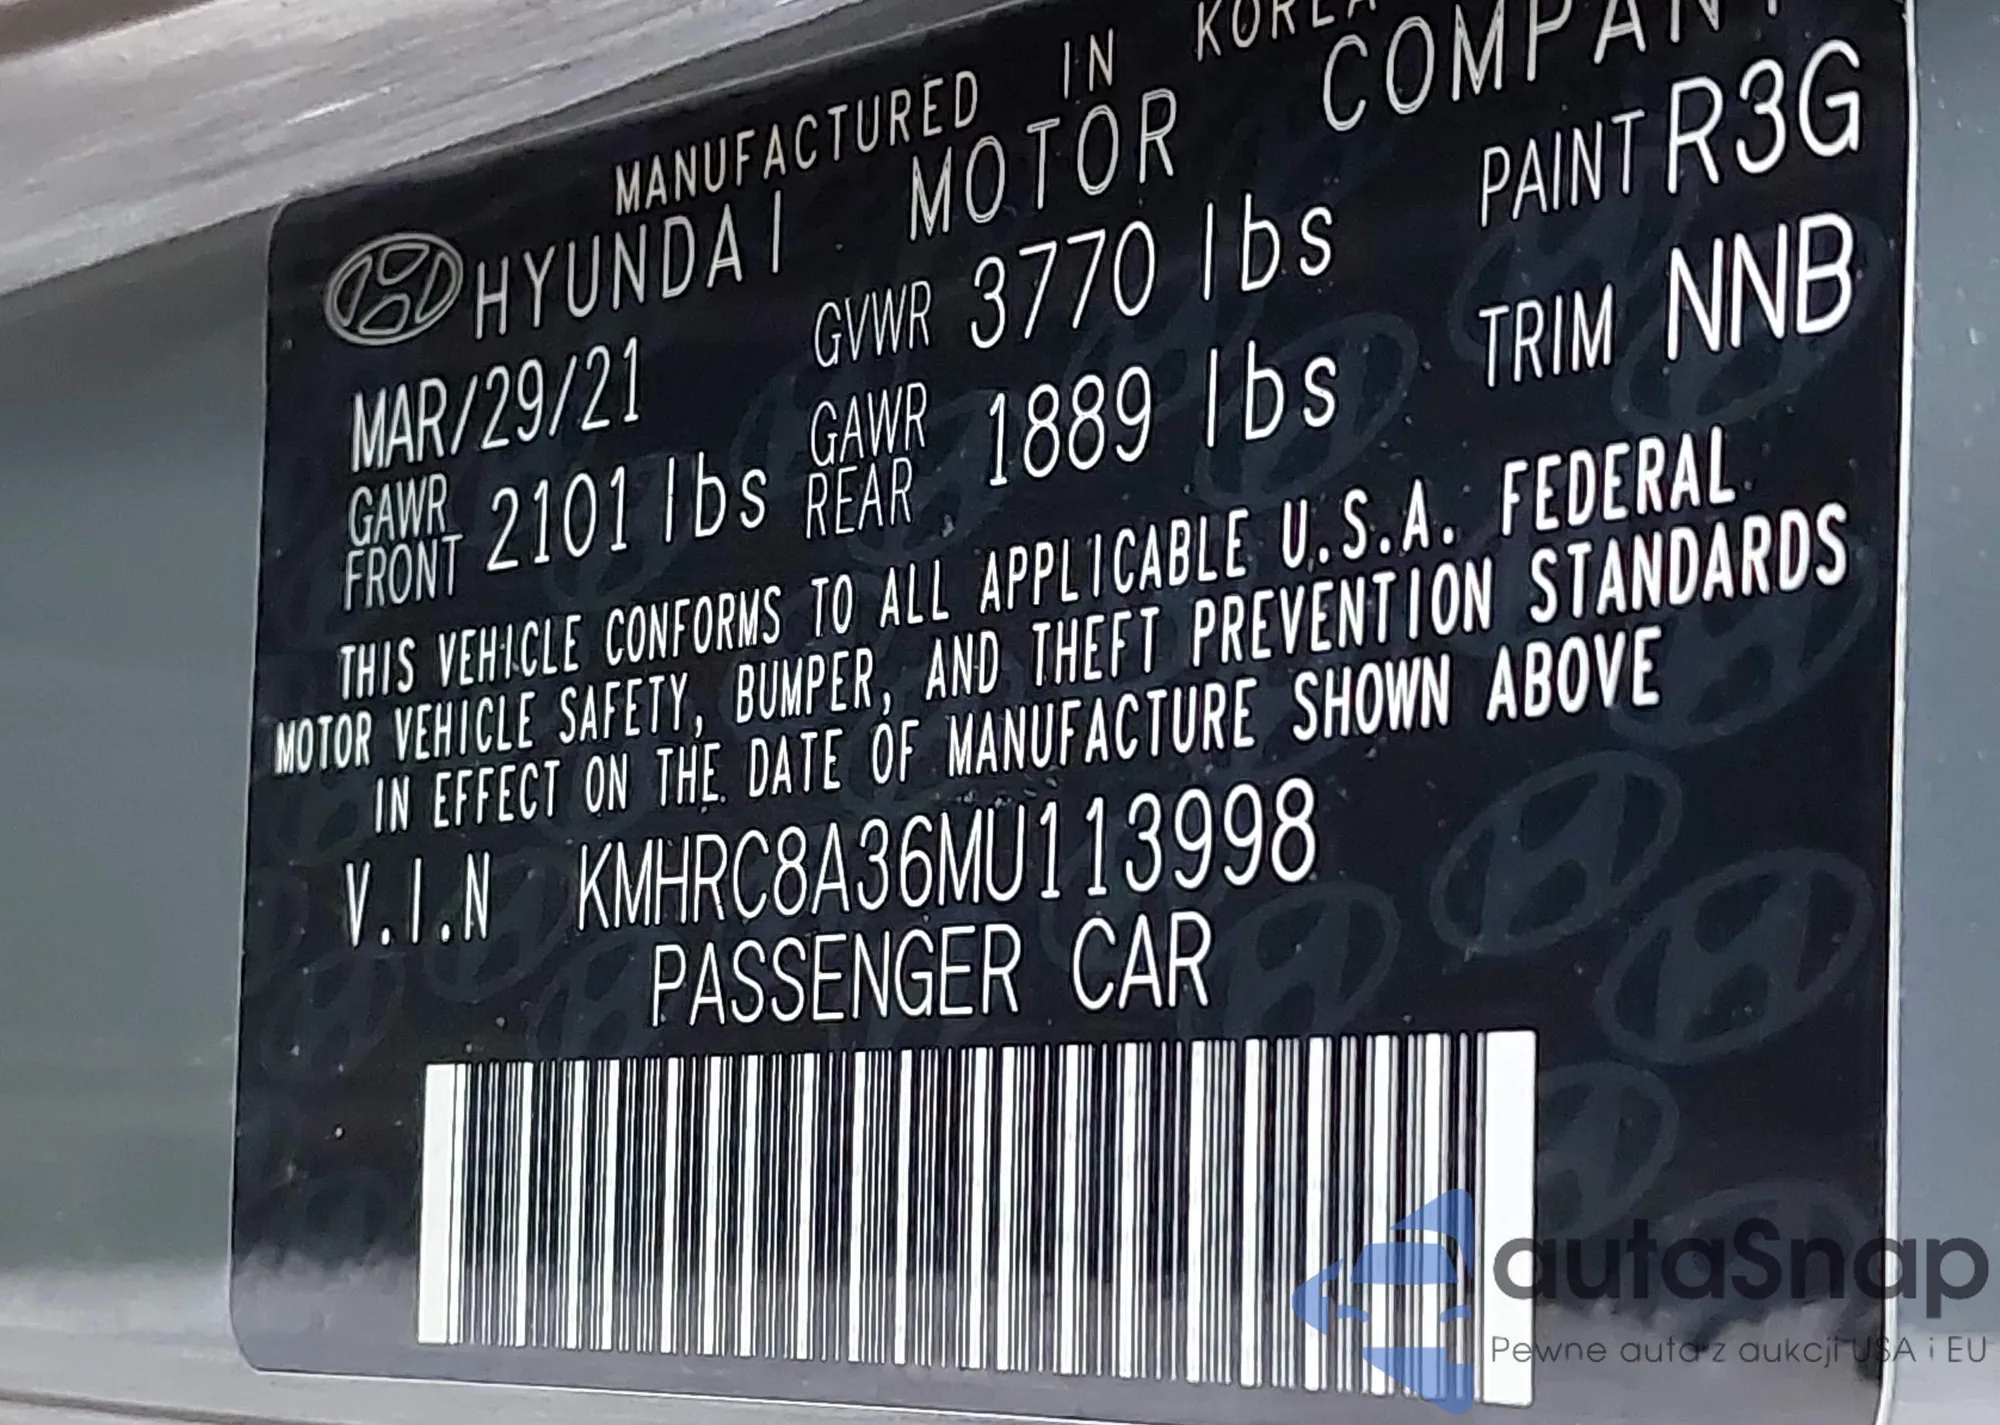 MANUFACTURED IN KOREA
HYUNDAI MOTOR COMPANY
MAR/29/21 GVWR 3770 lbs PAINT R3G
GAWR FRONT 2101 lbs GAWR REAR 1889 lbs TRIM NNB
THIS VEHICLE CONFORMS TO ALL APPLICABLE U.S.A. FEDERAL
MOTOR VEHICLE SAFETY, BUMPER, AND THEFT PREVENTION STANDARDS
IN EFFECT ON THE DATE OF MANUFACTURE SHOWN ABOVE
V.I.N KMHRC8A36MU113998
PASSENGER CAR
autaSnap
Pewne auta z aukcji USA i EU